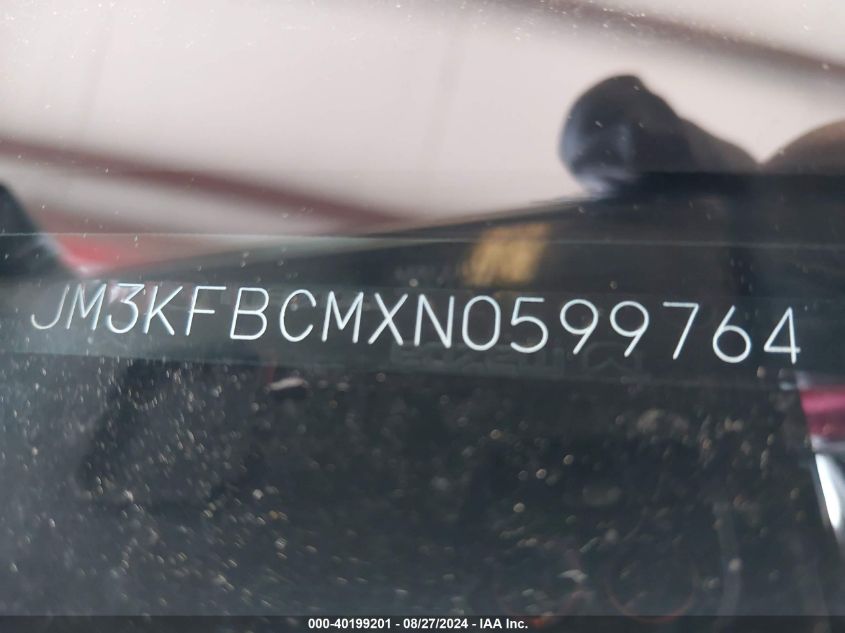 JM3KFBCMXN0599764
000-40199201 - 08/27/2024 - IAA Inc.